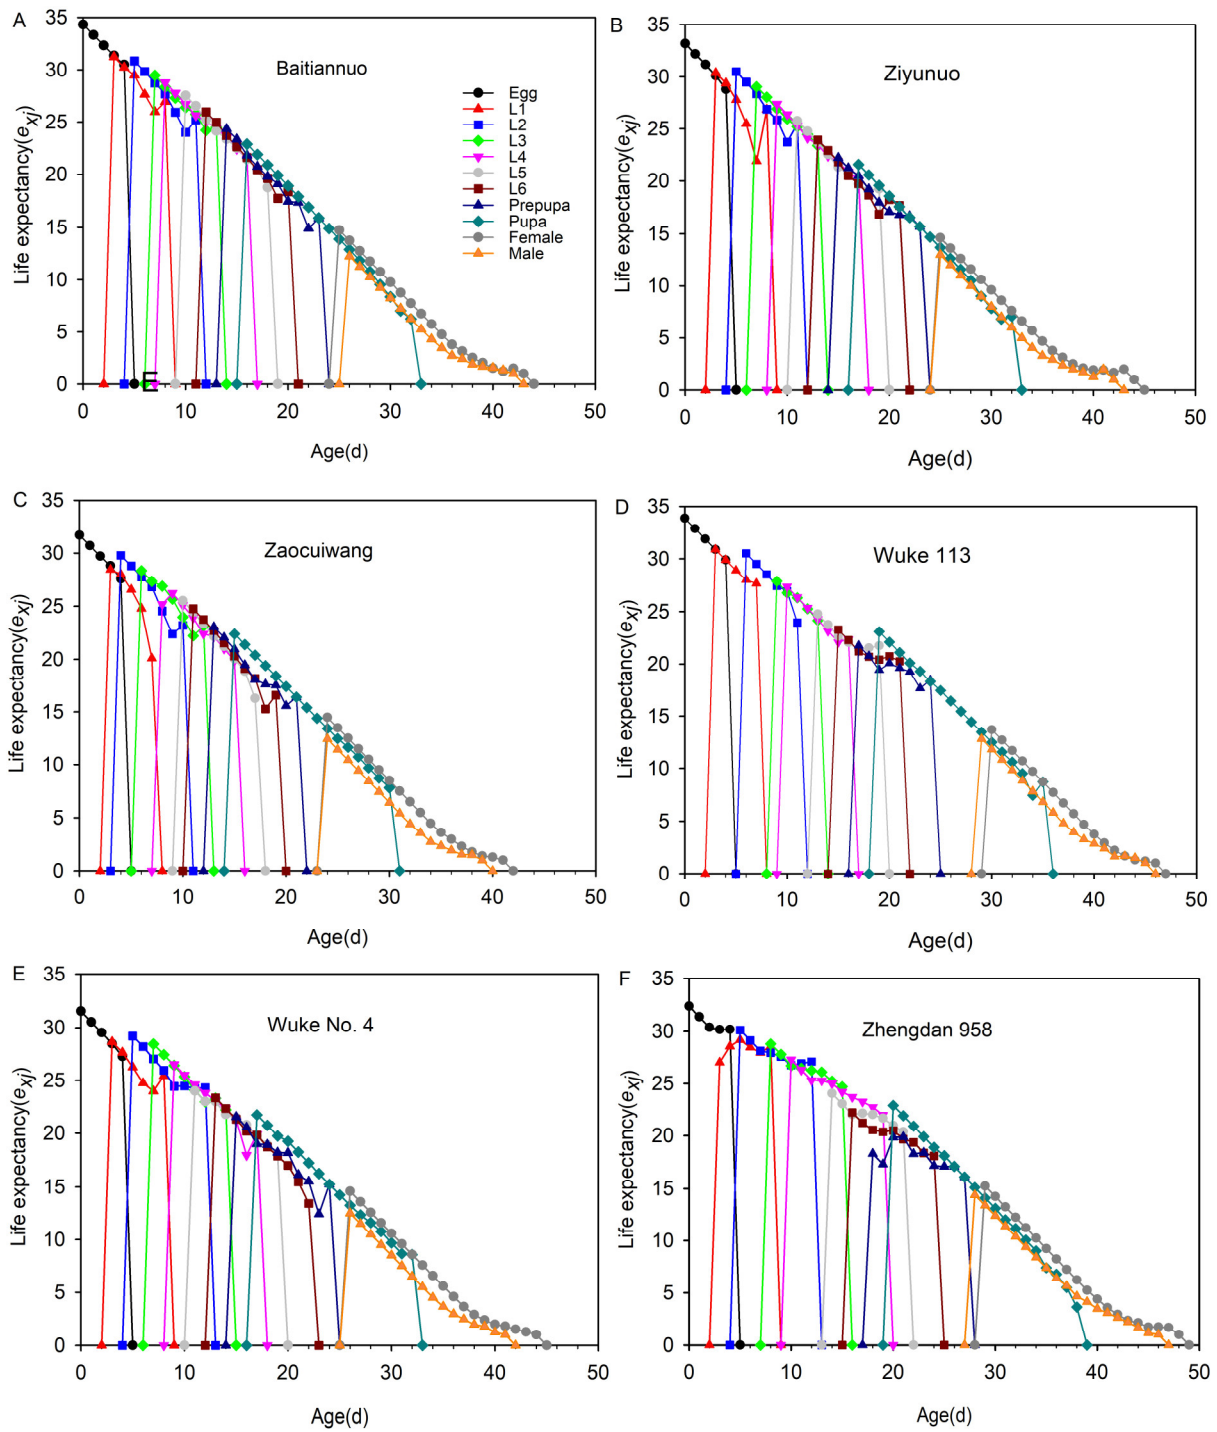 A
35
30
25
20
15
10
5
0
Life expectancy(exj)
Baitiannuo
Egg
L1
L2
L3
L4
L5
L6
Prepupa
Pupa
Female
Male
E
0 10 20 30 40 50
Age(d)
B
35
30
25
20
15
10
5
0
Life expectancy(exj)
Ziyunuo
0 10 20 30 40 50
Age(d)
C
35
30
25
20
15
10
5
0
Life expectancy(exj)
Zaocuiwang
0 10 20 30 40 50
Age(d)
D
35
30
25
20
15
10
5
0
Life expectancy(exj)
Wuke 113
0 10 20 30 40 50
Age(d)
E
35
30
25
20
15
10
5
0
Life expectancy(exj)
Wuke No. 4
0 10 20 30 40 50
Age(d)
F
35
30
25
20
15
10
5
0
Life expectancy(exj)
Zhengdan 958
0 10 20 30 40 50
Age(d)